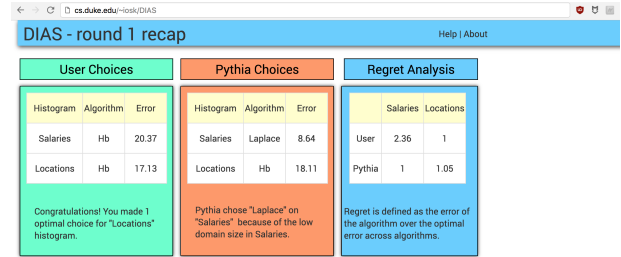 cs.duke.edu/~iosk/DIAS
DIAS - round 1 recap
Help | About
User Choices
Histogram Algorithm Error
Salaries Hb 20.37
Locations Hb 17.13
Congratulations! You made 1
optimal choice for "Locations"
histogram.
Pythia Choices
Histogram Algorithm Error
Salaries Laplace 8.64
Locations Hb 18.11
Pythia chose "Laplace" on
"Salaries" because of the low
domain size in Salaries.
Regret Analysis
Salaries Locations
User 2.36 1
Pythia 1 1.05
Regret is defined as the error of
the algorithm over the optimal
error across algorithms.